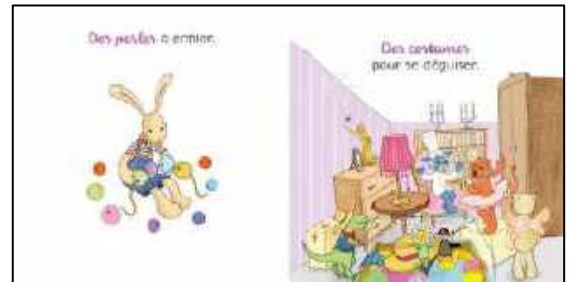 Des perles à enfiler.
Des costumes
pour se déguiser.